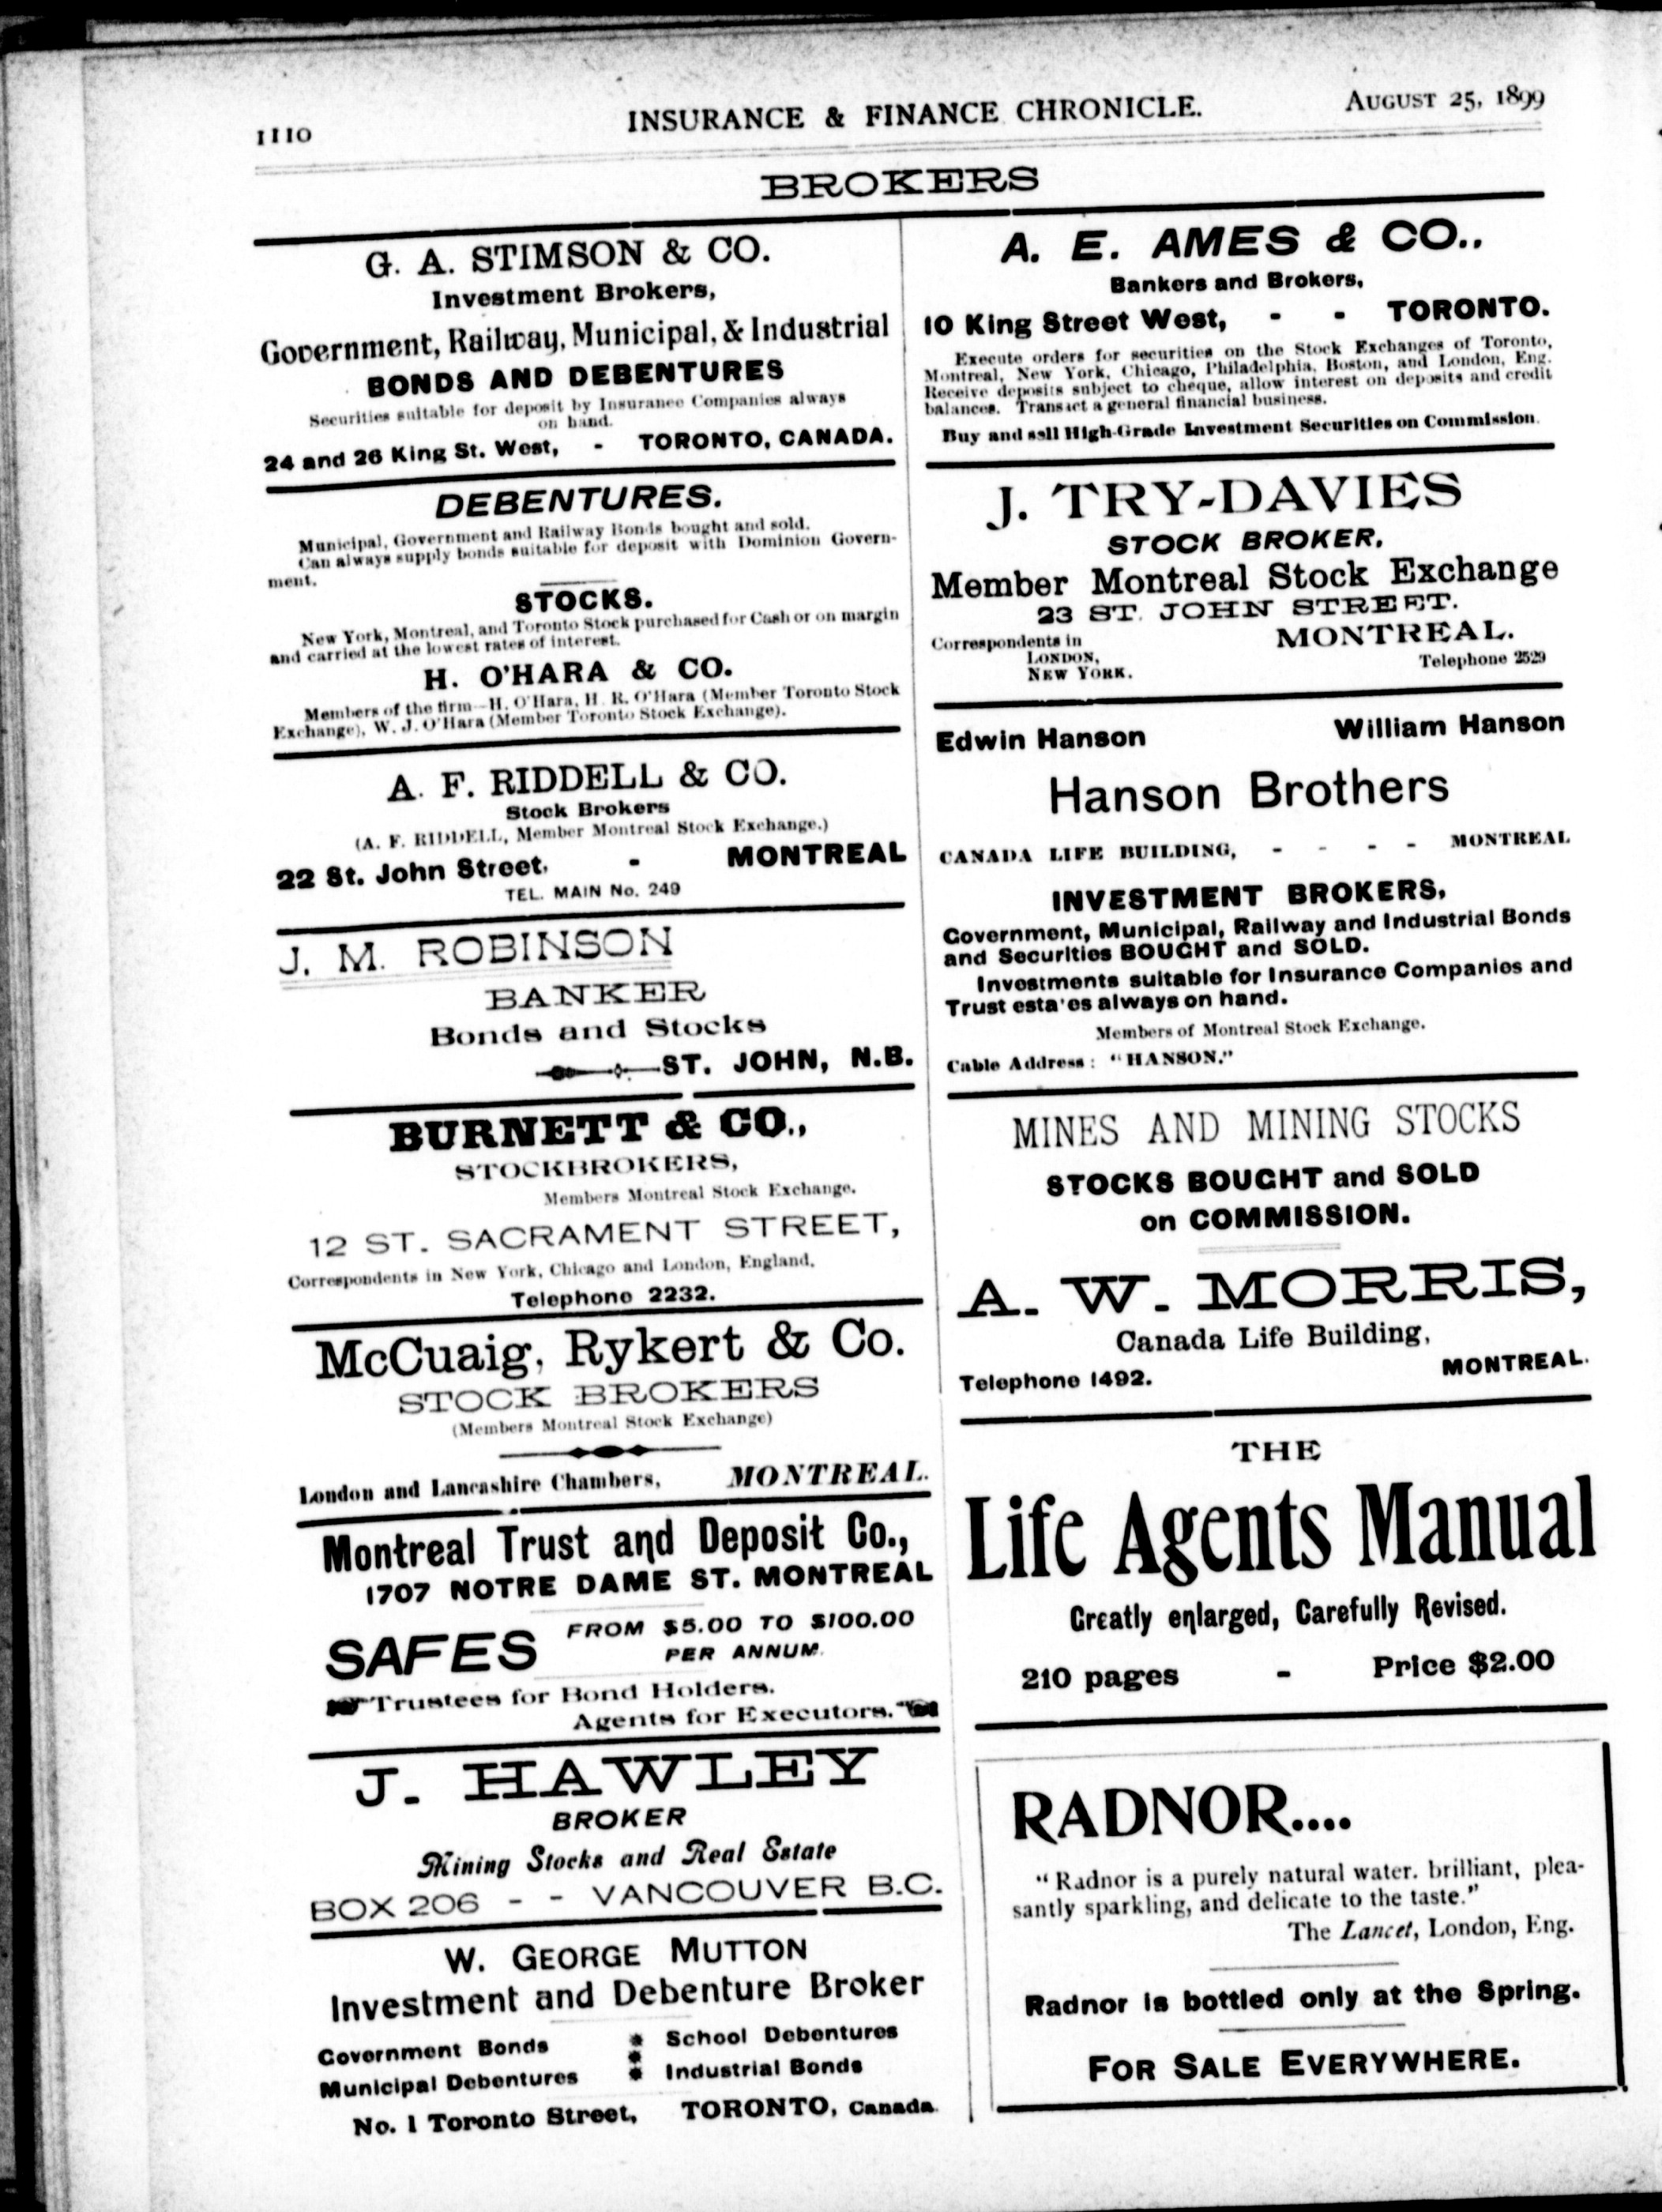 1110
INSURANCE & FINANCE CHRONICLE.
AUGUST 25, 1899
BROKERS
G. A. STIMSON & CO.
Investment Brokers,
Government, Railway, Municipal, & Industrial
BONDS AND DEBENTURES
Securities suitable for deposit by Insurance Companies always
on hand.
24 and 26 King St. West, - TORONTO, CANADA.
DEBENTURES.
Municipal, Government and Railway Bonds bought and sold.
Can always supply bonds suitable for deposit with Dominion Govern-
ment.
STOCKS.
New York, Montreal, and Toronto Stock purchased for Cash or on margin
and carried at the lowest rates of interest.
H. O'HARA & CO.
Members of the firm—H. O'Hara, H. R. O'Hara (Member Toronto Stock
Exchange), W. J. O'Hara (Member Toronto Stock Exchange).
A. F. RIDDELL & CO.
Stock Brokers
(A. F. RIDDELL, Member Montreal Stock Exchange.)
22 St. John Street, - MONTREAL
TEL. MAIN No. 249
J. M. ROBINSON
BANKER
Bonds and Stocks
ST. JOHN, N.B.
BURNETT & CO.,
STOCKBROKERS,
Members Montreal Stock Exchange.
12 ST. SACRAMENT STREET,
Correspondents in New York, Chicago and London, England.
Telephone 2232.
McCuaig, Rykert & Co.
STOCK BROKERS
(Members Montreal Stock Exchange)
London and Lancashire Chambers, MONTREAL.
Montreal Trust and Deposit Co.,
1707 NOTRE DAME ST. MONTREAL
SAFES FROM $5.00 TO $100.00
PER ANNUM.
Trustees for Bond Holders.
Agents for Executors.
J. HAWLEY
BROKER
Mining Stocks and Real Estate
BOX 206 - - VANCOUVER B.C.
W. GEORGE MUTTON
Investment and Debenture Broker
Government Bonds * School Debentures
*
Municipal Debentures * Industrial Bonds
No. 1 Toronto Street, TORONTO, Canada.
A. E. AMES & CO.,
Bankers and Brokers,
10 King Street West, - - TORONTO.
Execute orders for securities on the Stock Exchanges of Toronto,
Montreal, New York, Chicago, Philadelphia, Boston, and London, Eng.
Receive deposits subject to cheque, allow interest on deposits and credit
balances. Transact a general financial business.
Buy and sell High-Grade Investment Securities on Commission.
J. TRY-DAVIES
STOCK BROKER,
Member Montreal Stock Exchange
23 ST. JOHN STREET.
Correspondents in MONTREAL.
LONDON,
NEW YORK. Telephone 2529
Edwin Hanson William Hanson
Hanson Brothers
CANADA LIFE BUILDING, - - - - MONTREAL
INVESTMENT BROKERS,
Government, Municipal, Railway and Industrial Bonds
and Securities BOUGHT and SOLD.
Investments suitable for Insurance Companies and
Trust esta'es always on hand.
Members of Montreal Stock Exchange.
Cable Address: "HANSON."
MINES AND MINING STOCKS
STOCKS BOUGHT and SOLD
on COMMISSION.
A. W. MORRIS,
Canada Life Building,
Telephone 1492. MONTREAL.
THE
Life Agents Manual
Greatly enlarged, Carefully Revised.
210 pages - Price $2.00
RADNOR....
"Radnor is a purely natural water. brilliant, plea-
santly sparkling, and delicate to the taste."
The Lancet, London, Eng.
Radnor is bottled only at the Spring.
FOR SALE EVERYWHERE.